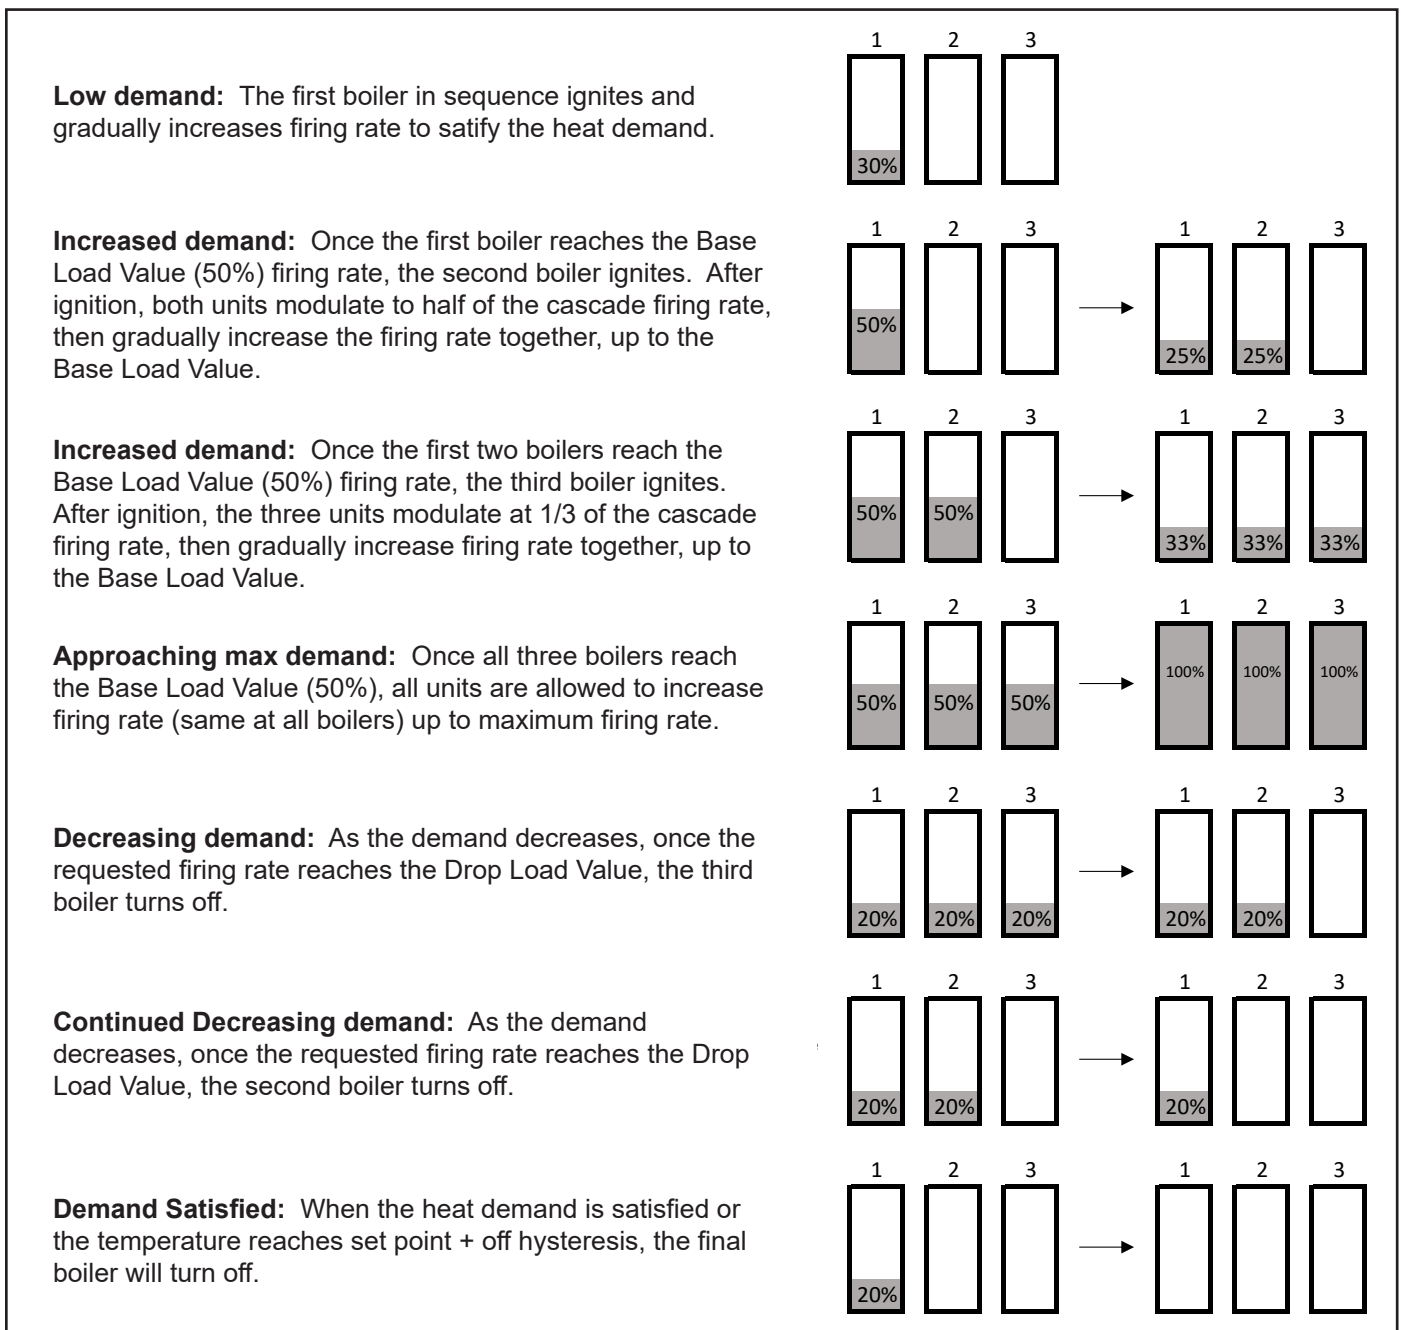 1 2 3
Low demand:  The first boiler in sequence ignites and
gradually increases firing rate to satify the heat demand.
30%
1 2 3 1 2 3
Increased demand:  Once the first boiler reaches the Base
Load Value (50%) firing rate, the second boiler ignites.  After
ignition, both units modulate to half of the cascade firing rate,
then gradually increase the firing rate together, up to the
Base Load Value.
50%
25% 25%
1 2 3 1 2 3
Increased demand:  Once the first two boilers reach the
Base Load Value (50%) firing rate, the third boiler ignites.
After ignition, the three units modulate at 1/3 of the cascade
firing rate, then gradually increase firing rate together, up to
the Base Load Value.
50% 50%
33% 33% 33%
1 2 3 1 2 3
Approaching max demand:  Once all three boilers reach
the Base Load Value (50%), all units are allowed to increase
firing rate (same at all boilers) up to maximum firing rate.
50% 50% 50%
100% 100% 100%
1 2 3 1 2 3
Decreasing demand:  As the demand decreases, once the
requested firing rate reaches the Drop Load Value, the third
boiler turns off.
20% 20% 20% 20% 20%
1 2 3 1 2 3
Continued Decreasing demand:  As the demand
decreases, once the requested firing rate reaches the Drop
Load Value, the second boiler turns off.
20% 20% 20%
1 2 3 1 2 3
Demand Satisfied:  When the heat demand is satisfied or
the temperature reaches set point + off hysteresis, the final
boiler will turn off.
20%